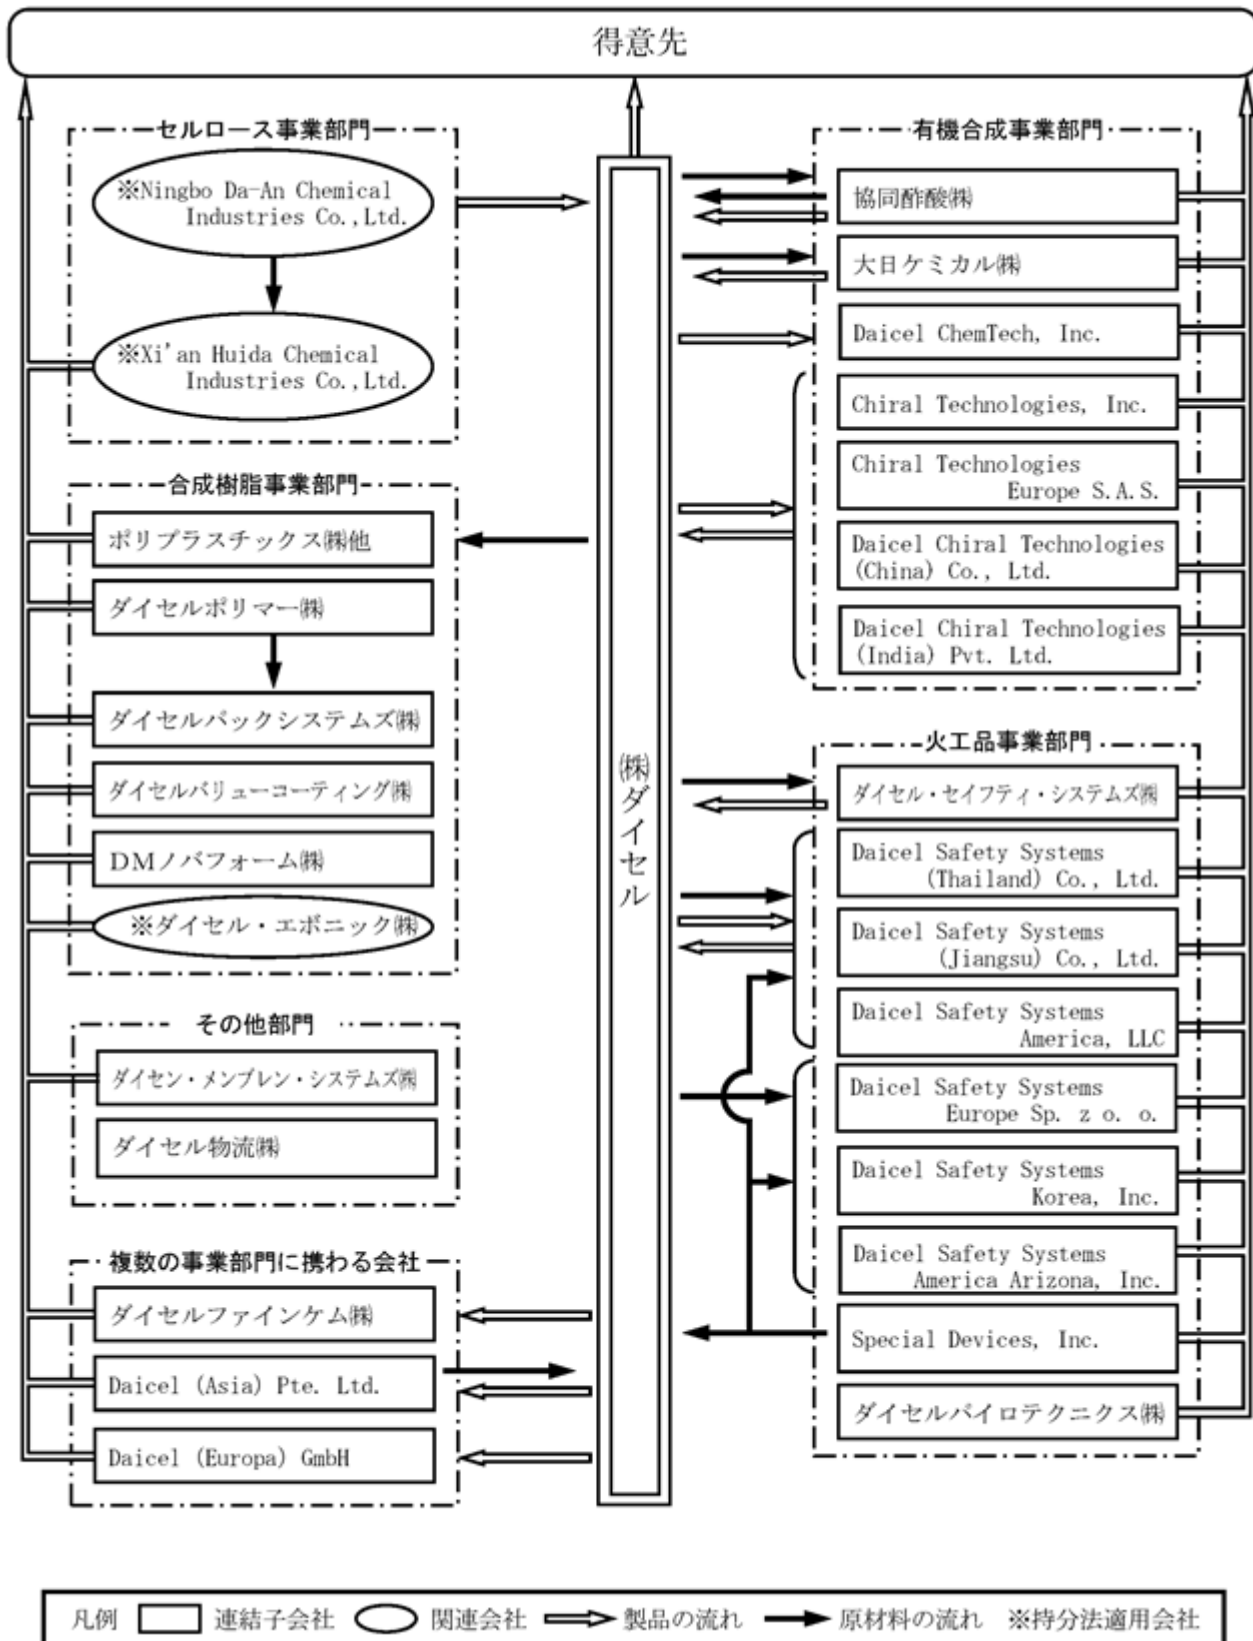 得意先
セルロース事業部門
※Ningbo Da-An Chemical
Industries Co.,Ltd.
※Xi'an Huida Chemical
Industries Co.,Ltd.
合成樹脂事業部門
ポリプラスチックス㈱他
ダイセルポリマー㈱
ダイセルパックシステムズ㈱
ダイセルバリューコーティング㈱
DMノバフォーム㈱
※ダイセル・エボニック㈱
その他部門
ダイセン・メンブレン・システムズ㈱
ダイセル物流㈱
複数の事業部門に携わる会社
ダイセルファインケム㈱
Daicel (Asia) Pte. Ltd.
Daicel (Europa) GmbH
㈱ダイセル
有機合成事業部門
協同酢酸㈱
大日ケミカル㈱
Daicel ChemTech, Inc.
Chiral Technologies, Inc.
Chiral Technologies
Europe S.A.S.
Daicel Chiral Technologies
(China) Co., Ltd.
Daicel Chiral Technologies
(India) Pvt. Ltd.
火工品事業部門
ダイセル・セイフティ・システムズ㈱
Daicel Safety Systems
(Thailand) Co., Ltd.
Daicel Safety Systems
(Jiangsu) Co., Ltd.
Daicel Safety Systems
America, LLC
Daicel Safety Systems
Europe Sp. z o. o.
Daicel Safety Systems
Korea, Inc.
Daicel Safety Systems
America Arizona, Inc.
Special Devices, Inc.
ダイセルパイロテクニクス㈱
凡例 連結子会社 関連会社 製品の流れ 原材料の流れ ※持分法適用会社